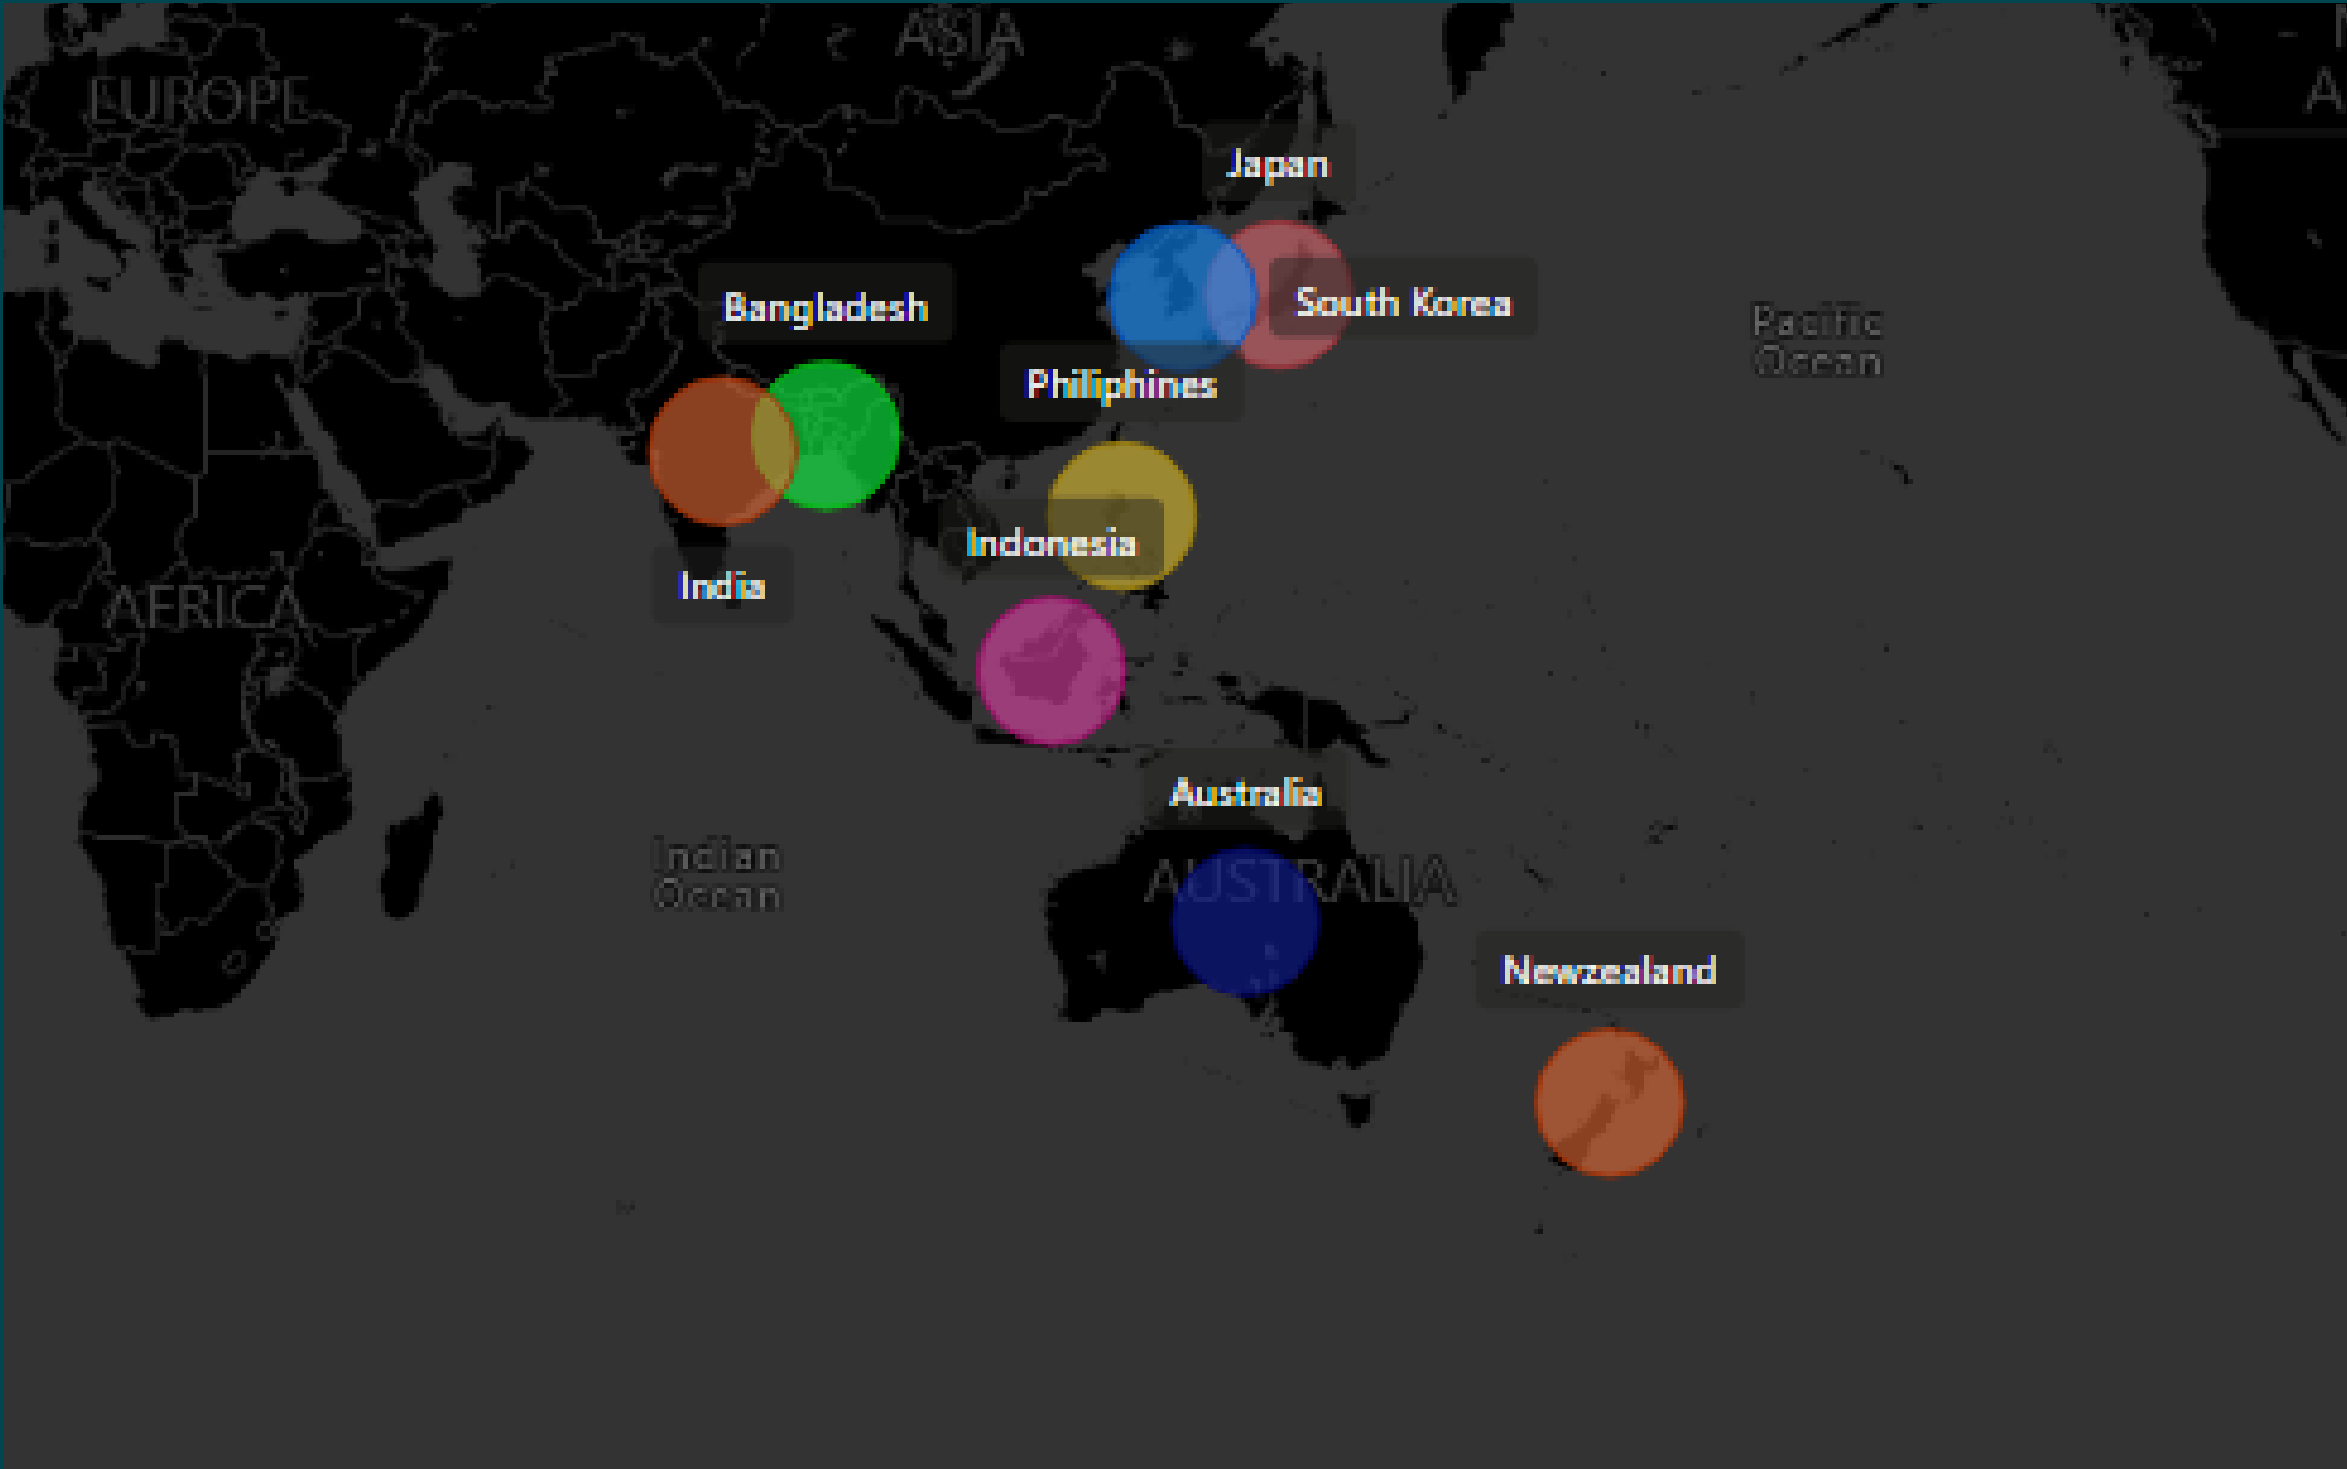 ASIA
EUROPE
Japan
Bangladesh
South Korea
Pacific
Ocean
Philiphines
Indonesia
India
AFRICA
Australia
Indian
Ocean
AUSTRALIA
Newzealand